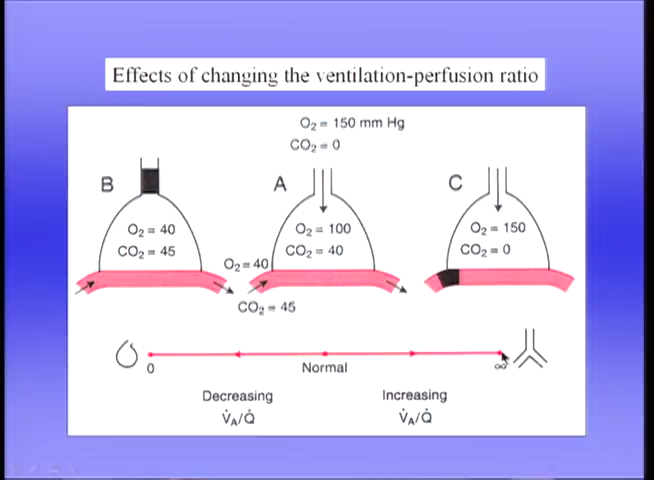 Effects of changing the ventilation-perfusion ratio
O₂ = 150 mm Hg
CO₂ = 0
B
O₂ = 40
CO₂ = 45
A
O₂ = 100
CO₂ = 40
C
O₂ = 150
CO₂ = 0
O₂ = 40
CO₂ = 45
0
Normal
∞
Decreasing
V̇A/Q̇
Increasing
V̇A/Q̇